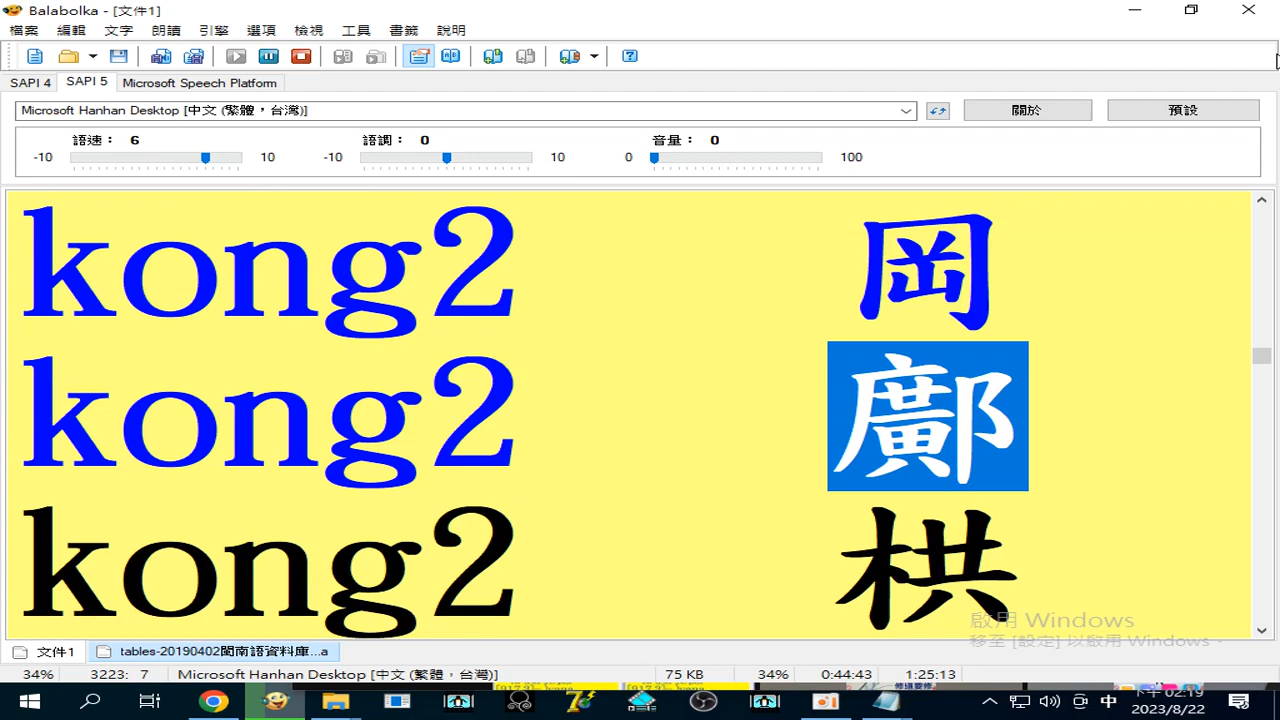 Balabolka - [文件1]
檔案 編輯 文字 朗讀 引擎 選項 檢視 工具 書籤 說明
SAPI 4 SAPI 5 Microsoft Speech Platform
Microsoft Hanhan Desktop [中文 (繁體，台灣)] 關於 預設
語速： 6 語調： 0 音量： 0
-10 10 -10 10 0 100
kong2 岡
kong2 鄺
kong2 栱
啟用 Windows
移至 [設定] 以啟用 Windows。
文件1 tables-20190402閩南語資料庫...a
34% 3223: 7 Microsoft Hanhan Desktop [中文 (繁體，台灣)] 75 KB 34% 0:44:43 1:25:13
中 下午 02:19
2023/8/22